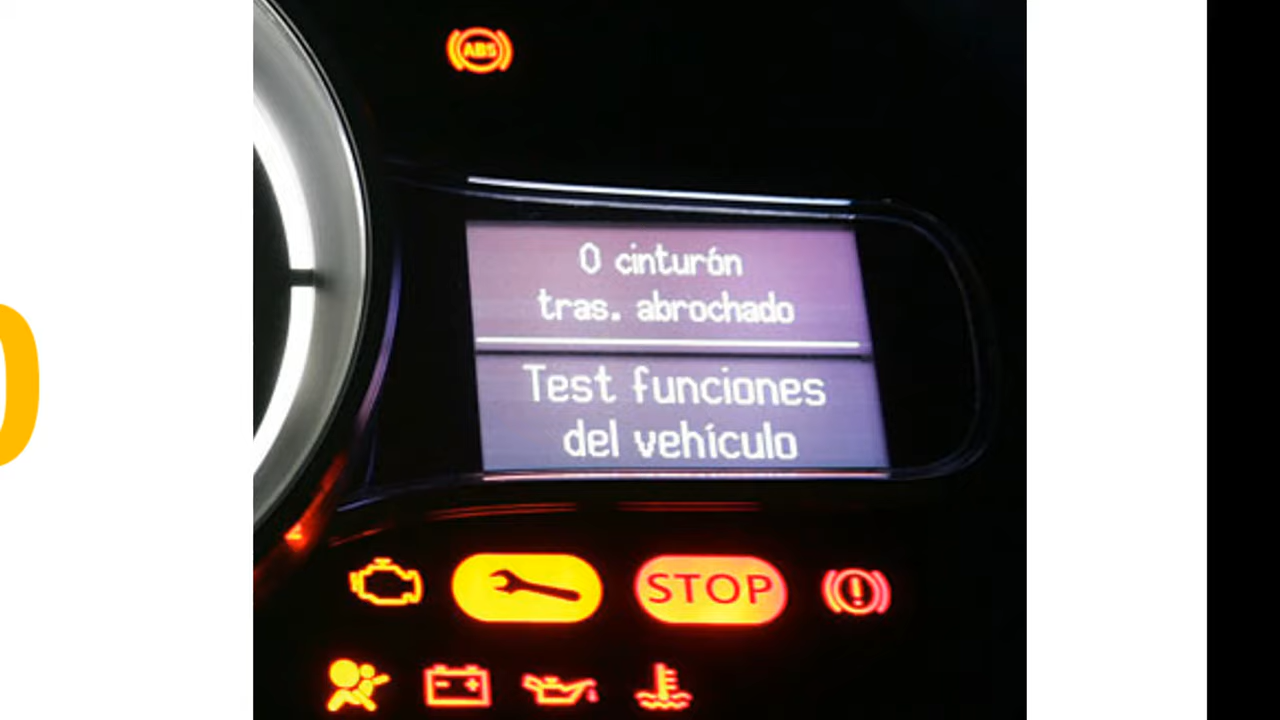 ABS
0 cinturón
tras. abrochado
Test funciones
del vehículo
STOP